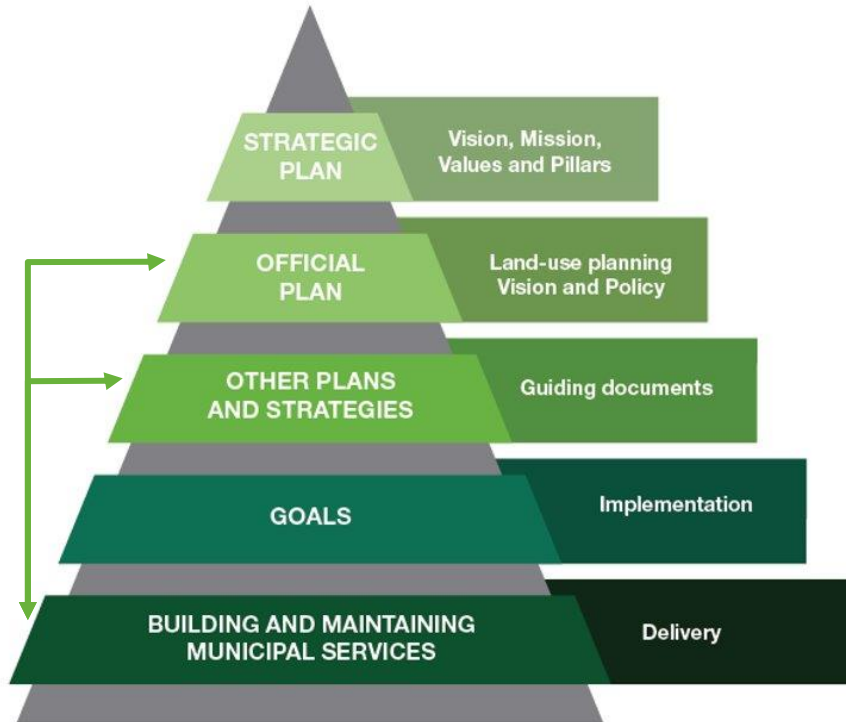 STRATEGIC
PLAN
Vision, Mission,
Values and Pillars
OFFICIAL
PLAN
Land-use planning
Vision and Policy
OTHER PLANS
AND STRATEGIES
Guiding documents
GOALS
Implementation
BUILDING AND MAINTAINING
MUNICIPAL SERVICES
Delivery